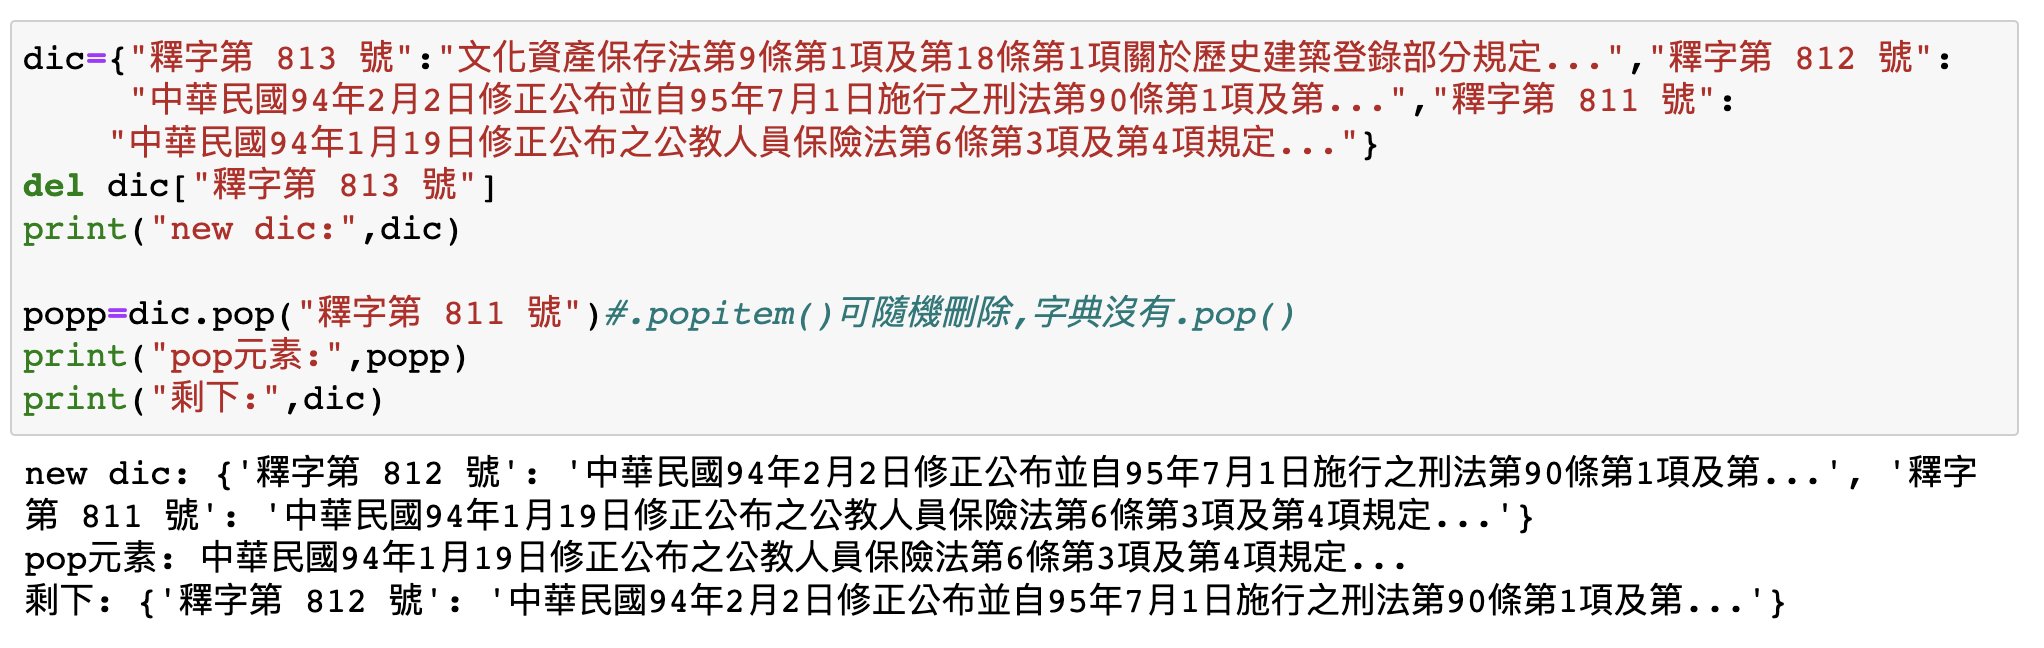 dic={"釋字第 813 號":"文化資產保存法第9條第1項及第18條第1項關於歷史建築登錄部分規定...","釋字第 812 號":
"中華民國94年2月2日修正公布並自95年7月1日施行之刑法第90條第1項及第...","釋字第 811 號":
"中華民國94年1月19日修正公布之公教人員保險法第6條第3項及第4項規定..."}
del dic["釋字第 813 號"]
print("new dic:",dic)
popp=dic.pop("釋字第 811 號")#.popitem()可隨機刪除,字典沒有.pop()
print("pop元素:",popp)
print("剩下:",dic)
new dic: {'釋字第 812 號': '中華民國94年2月2日修正公布並自95年7月1日施行之刑法第90條第1項及第...', '釋字
第 811 號': '中華民國94年1月19日修正公布之公教人員保險法第6條第3項及第4項規定...'}
pop元素: 中華民國94年1月19日修正公布之公教人員保險法第6條第3項及第4項規定...
剩下: {'釋字第 812 號': '中華民國94年2月2日修正公布並自95年7月1日施行之刑法第90條第1項及第...'}